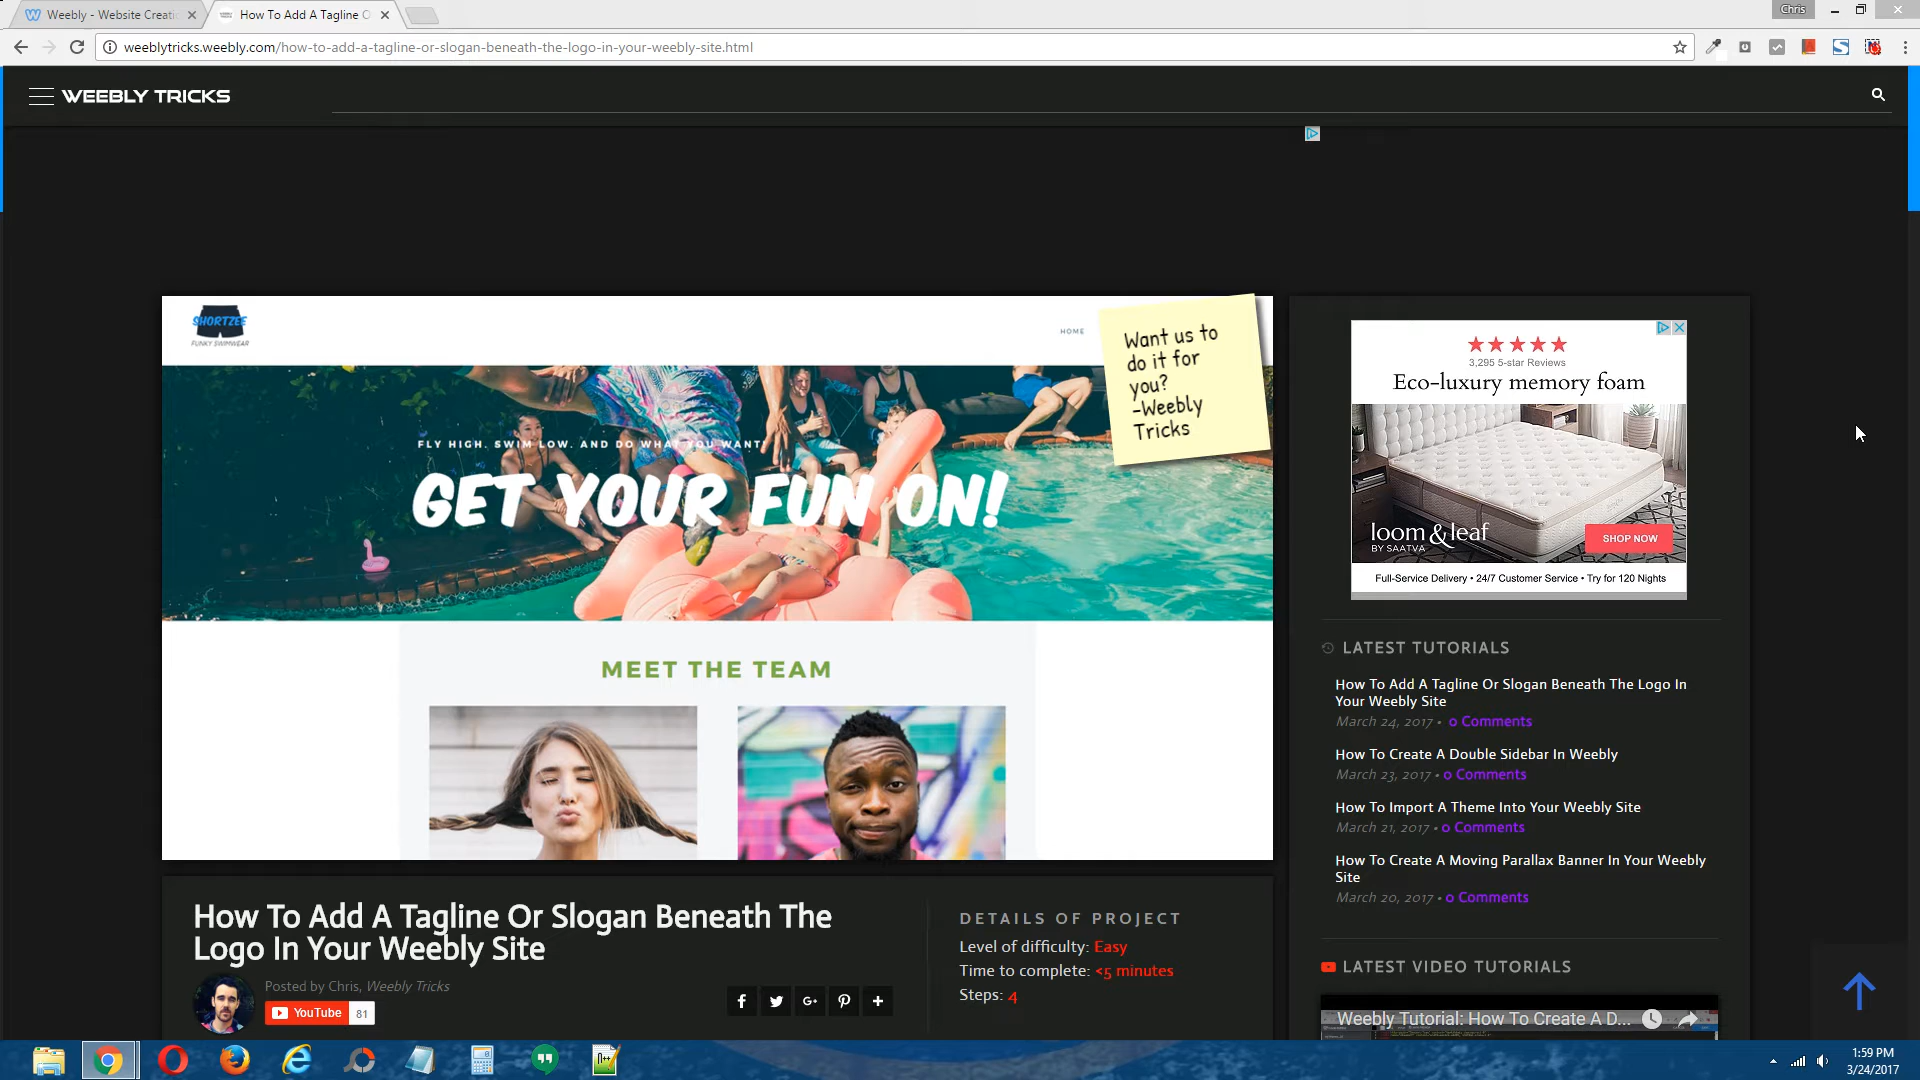 Weebly - Website Creati
How To Add A Tagline O
Chris
weeblytricks.weebly.com/how-to-add-a-tagline-or-slogan-beneath-the-logo-in-your-weebly-site.html
WEEBLY TRICKS
SHORTZEE
FUNKY SWIMWEAR
HOME
Want us to
do it for
you?
-Weebly
Tricks
FLY HIGH. SWIM LOW. AND DO WHAT YOU WANT!
GET YOUR FUN ON!
MEET THE TEAM
How To Add A Tagline Or Slogan Beneath The
Logo In Your Weebly Site
Posted by Chris, Weebly Tricks
YouTube 81
DETAILS OF PROJECT
Level of difficulty: Easy
Time to complete: <5 minutes
Steps: 4
3,295 5-star Reviews
Eco-luxury memory foam
loom & leaf
BY SAATVA
SHOP NOW
Full-Service Delivery • 24/7 Customer Service • Try for 120 Nights
LATEST TUTORIALS
How To Add A Tagline Or Slogan Beneath The Logo In
Your Weebly Site
March 24, 2017 • 0 Comments
How To Create A Double Sidebar In Weebly
March 23, 2017 • 0 Comments
How To Import A Theme Into Your Weebly Site
March 21, 2017 • 0 Comments
How To Create A Moving Parallax Banner In Your Weebly
Site
March 20, 2017 • 0 Comments
LATEST VIDEO TUTORIALS
Weebly Tutorial: How To Create A D...
1:59 PM
3/24/2017